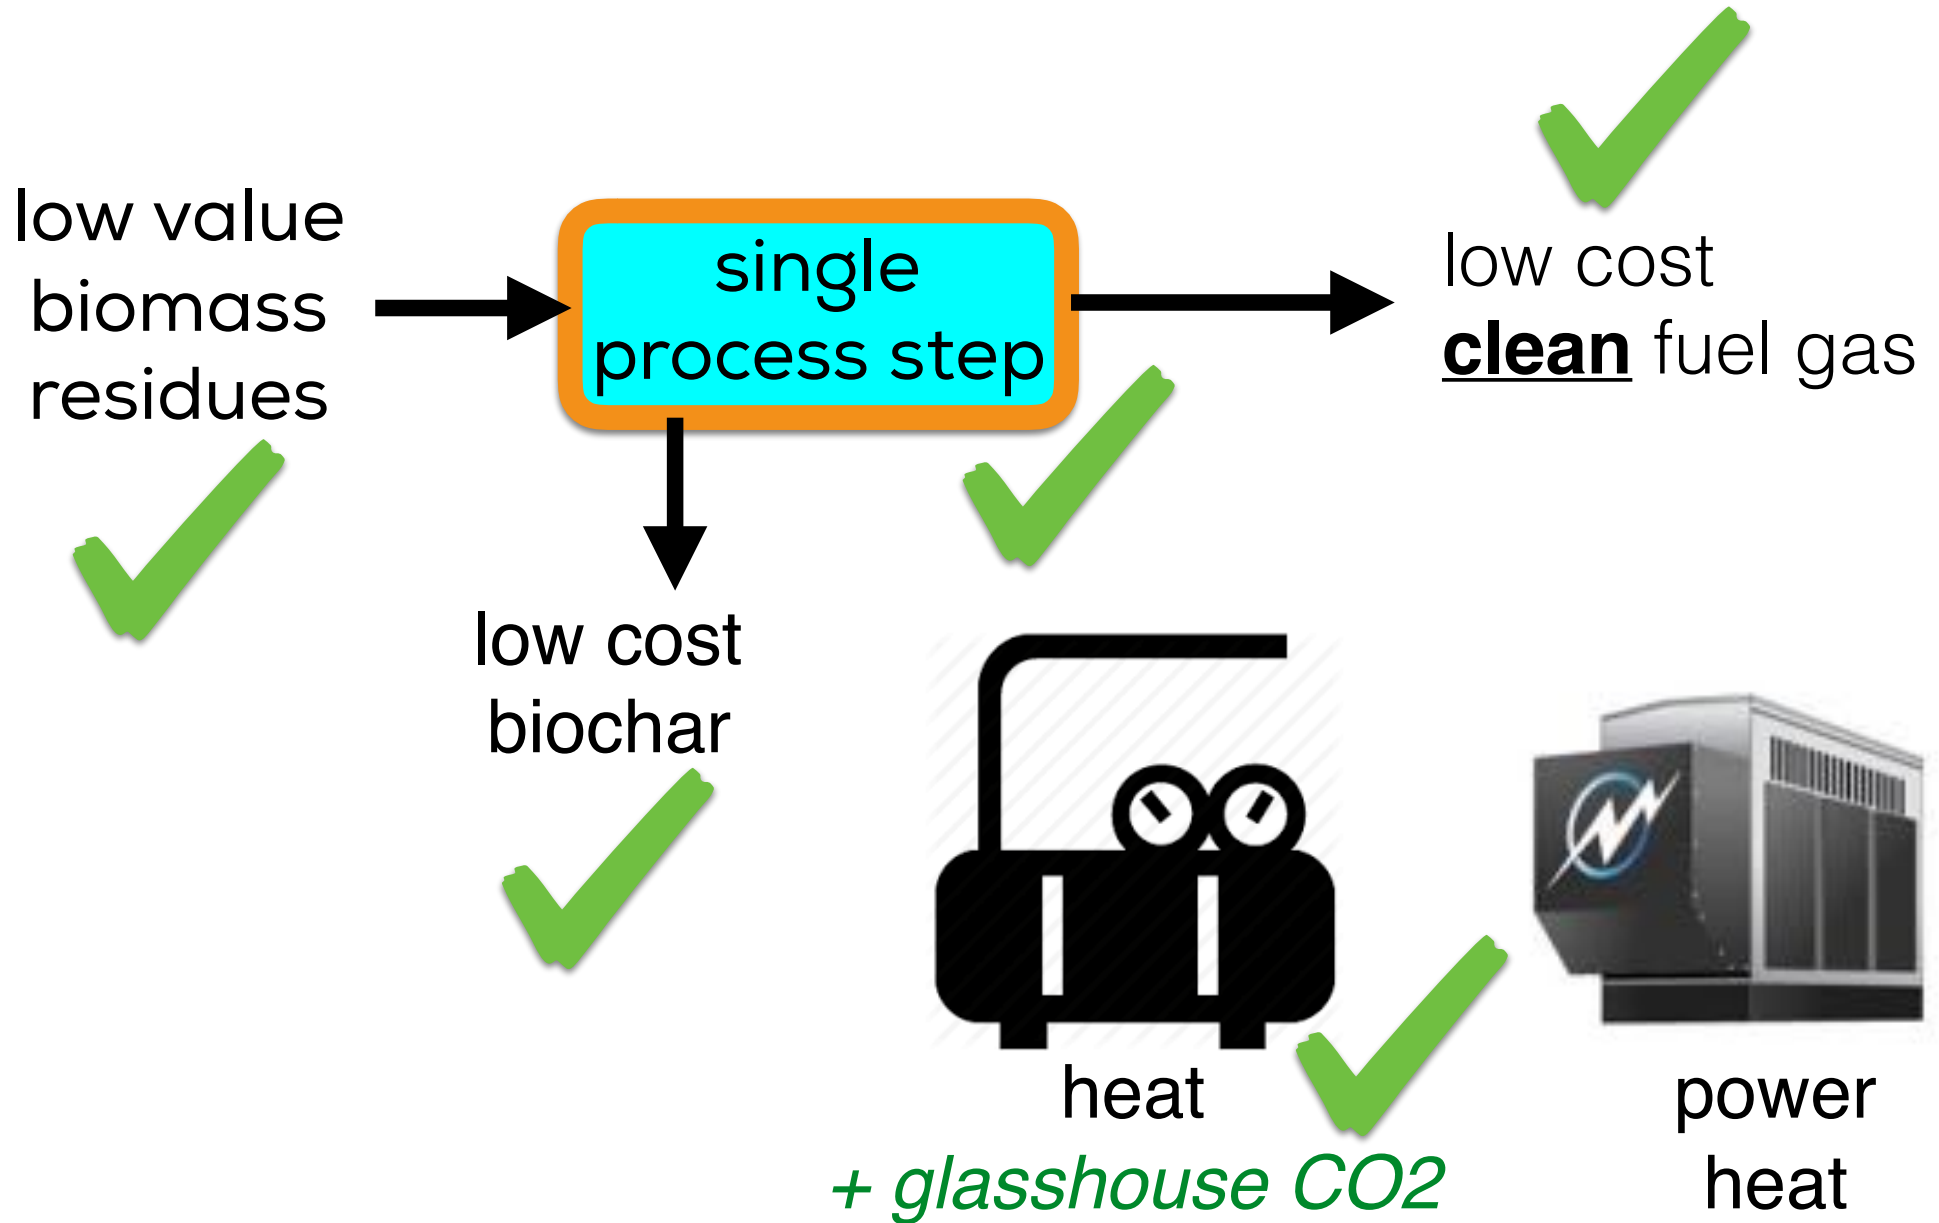 low value
biomass
residues
single
process step
low cost
clean fuel gas
low cost
biochar
heat
+ glasshouse CO2
power
heat